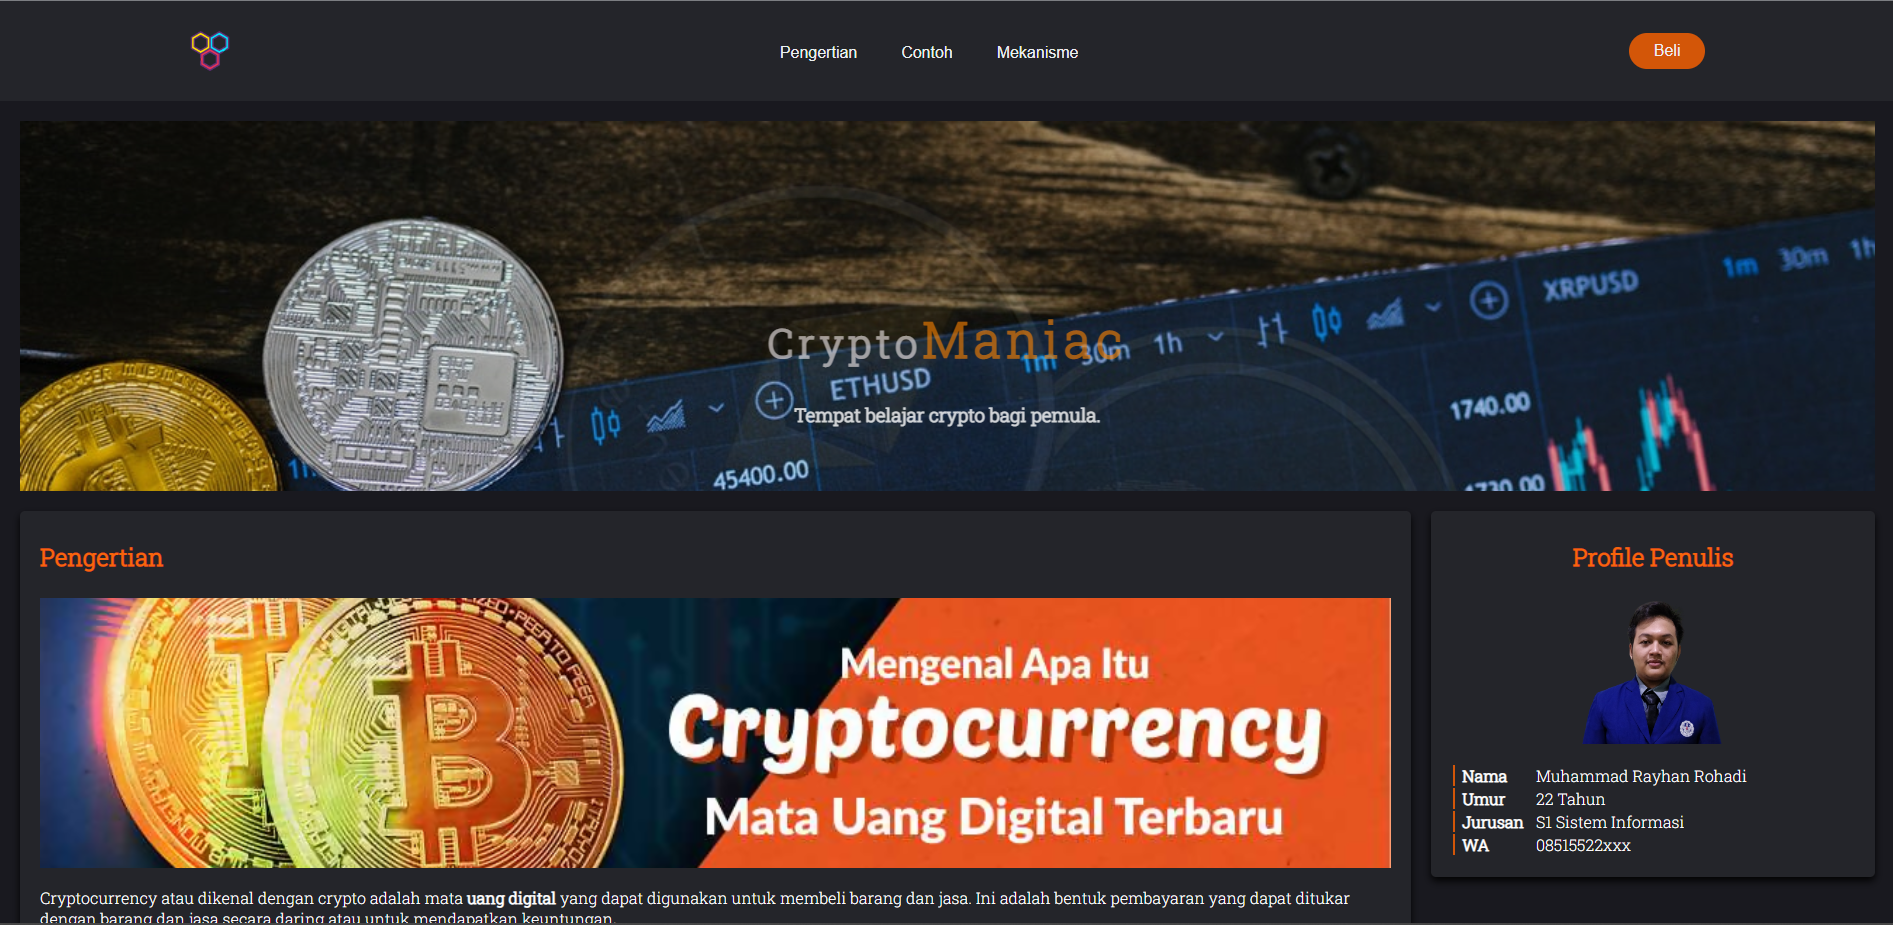 Pengertian Contoh Mekanisme Beli
XRPUSD 1m 30m 1h
CryptoManiac
1m 30m 1h
ETHUSD
Tempat belajar crypto bagi pemula.
1740.00
45400.00
1730.00
Pengertian
Profile Penulis
Mengenal Apa Itu
Cryptocurrency
Mata Uang Digital Terbaru
Nama Muhammad Rayhan Rohadi
Umur 22 Tahun
Jurusan S1 Sistem Informasi
WA 08515522xxx
Cryptocurrency atau dikenal dengan crypto adalah mata uang digital yang dapat digunakan untuk membeli barang dan jasa. Ini adalah bentuk pembayaran yang dapat ditukar
dengan barang dan jasa secara daring atau untuk mendapatkan keuntungan.